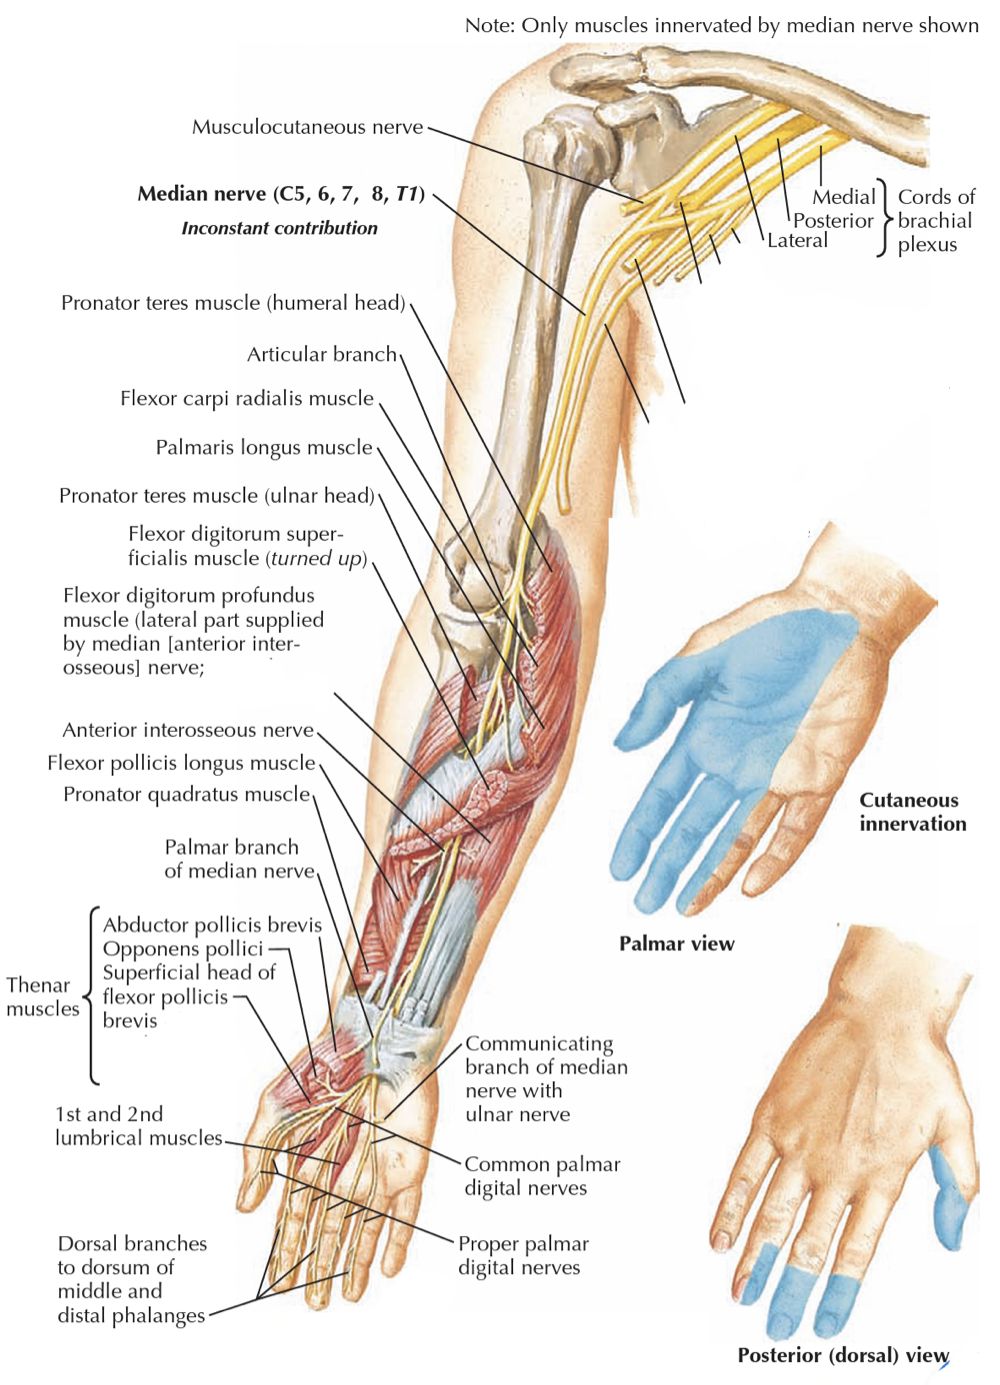 Note: Only muscles innervated by median nerve shown
Musculocutaneous nerve
Median nerve (C5, 6, 7, 8, T1)
Inconstant contribution
Medial
Posterior
Lateral
Cords of
brachial
plexus
Pronator teres muscle (humeral head)
Articular branch
Flexor carpi radialis muscle
Palmaris longus muscle
Pronator teres muscle (ulnar head)
Flexor digitorum super-
ficialis muscle (turned up)
Flexor digitorum profundus
muscle (lateral part supplied
by median [anterior inter-
osseous] nerve;
Anterior interosseous nerve
Flexor pollicis longus muscle
Pronator quadratus muscle
Palmar branch
of median nerve
Thenar
muscles
Abductor pollicis brevis
Opponens pollici
Superficial head of
flexor pollicis
brevis
1st and 2nd
lumbrical muscles
Dorsal branches
to dorsum of
middle and
distal phalanges
Communicating
branch of median
nerve with
ulnar nerve
Common palmar
digital nerves
Proper palmar
digital nerves
Cutaneous
innervation
Palmar view
Posterior (dorsal) view